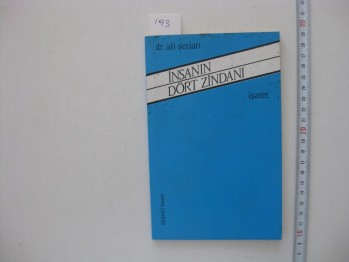 193
dr. ali şeriati
İNSANIN
DÖRT ZİNDANI
işaret